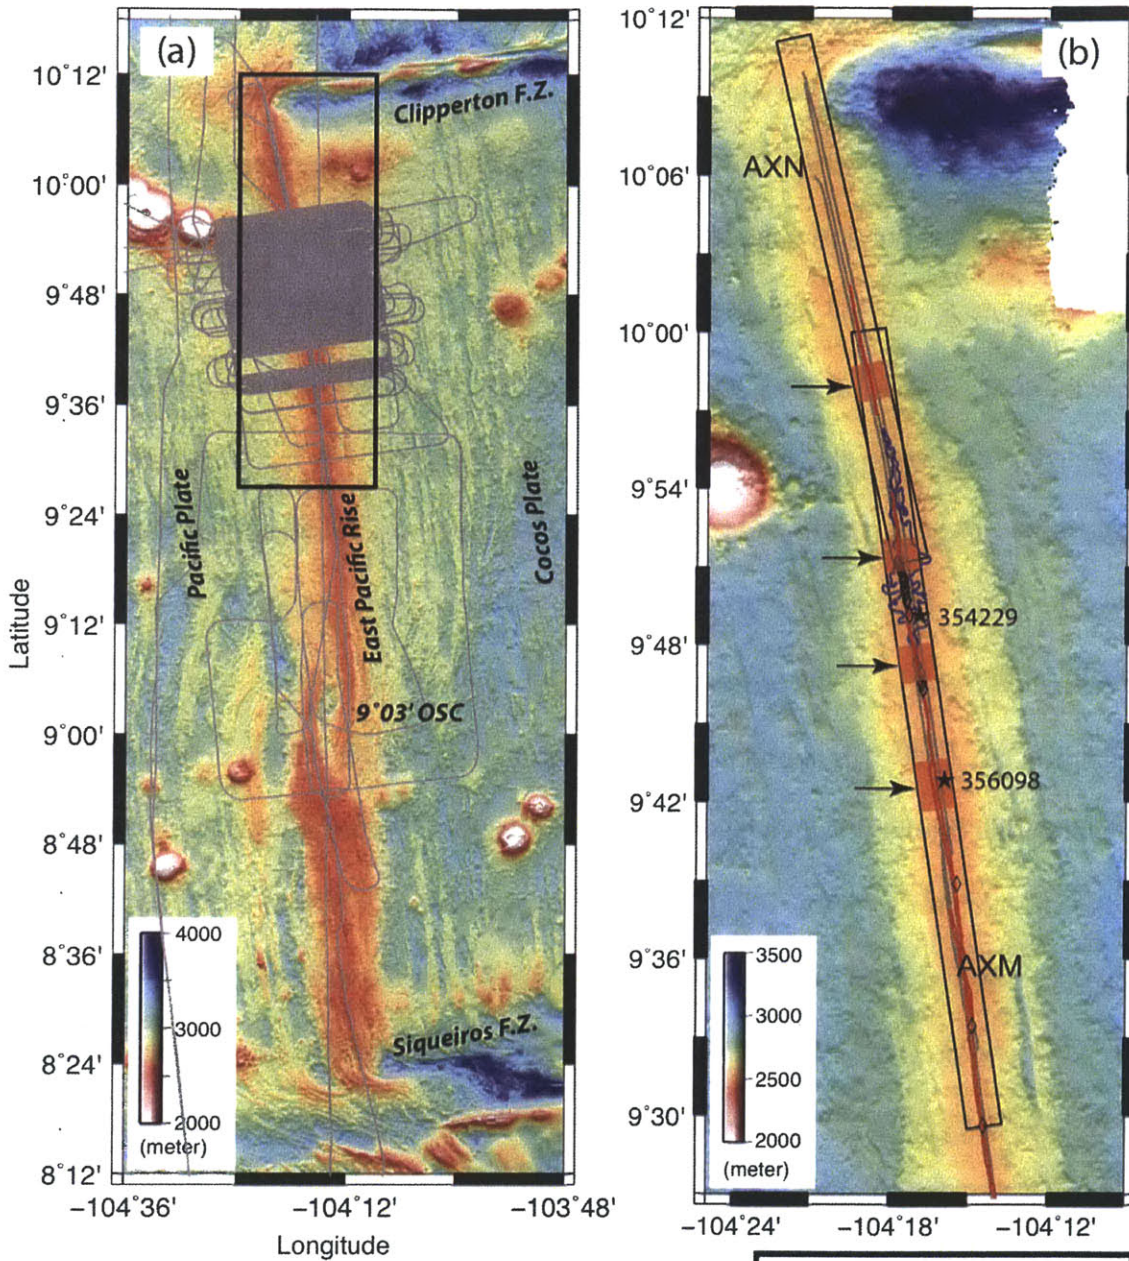 (a)
10°12'
10°00'
9°48'
9°36'
9°24'
9°12'
9°00'
8°48'
8°36'
8°24'
8°12'
Latitude
Clipperton F.Z.
Pacific Plate
East Pacific Rise
Cocos Plate
9°03' OSC
Siqueiros F.Z.
4000
3000
2000
(meter)
−104°36'
−104°12'
−103°48'
Longitude
(b)
10°12'
10°06'
10°00'
9°54'
9°48'
9°42'
9°36'
9°30'
AXN
354229
356098
AXM
3500
3000
2500
2000
(meter)
−104°24'
−104°18'
−104°12'